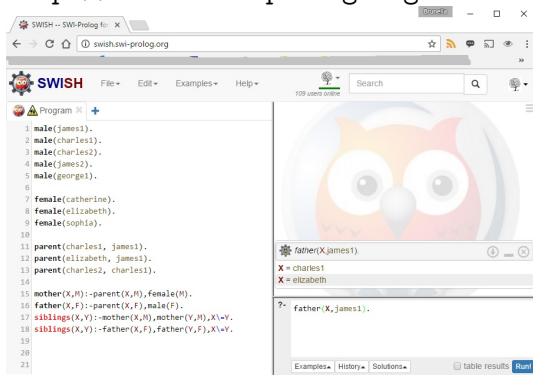 SWISH -- SWI-Prolog for
swish.swi-prolog.org
SWISH File Edit Examples Help 109 users online Search
Program
1 male(james1).
2 male(charles1).
3 male(charles2).
4 male(james2).
5 male(george1).
6
7 female(catherine).
8 female(elizabeth).
9 female(sophia).
10
11 parent(charles1, james1).
12 parent(elizabeth, james1).
13 parent(charles2, charles1).
14
15 mother(X,M):-parent(X,M),female(M).
16 father(X,F):-parent(X,F),male(F).
17 siblings(X,Y):-mother(X,M),mother(Y,M),X\=Y.
18 siblings(X,Y):-father(X,F),father(Y,F),X\=Y.
19
20
21
father(X,james1).
X = charles1
X = elizabeth
?- father(X,james1).
Examples History Solutions table results Run!